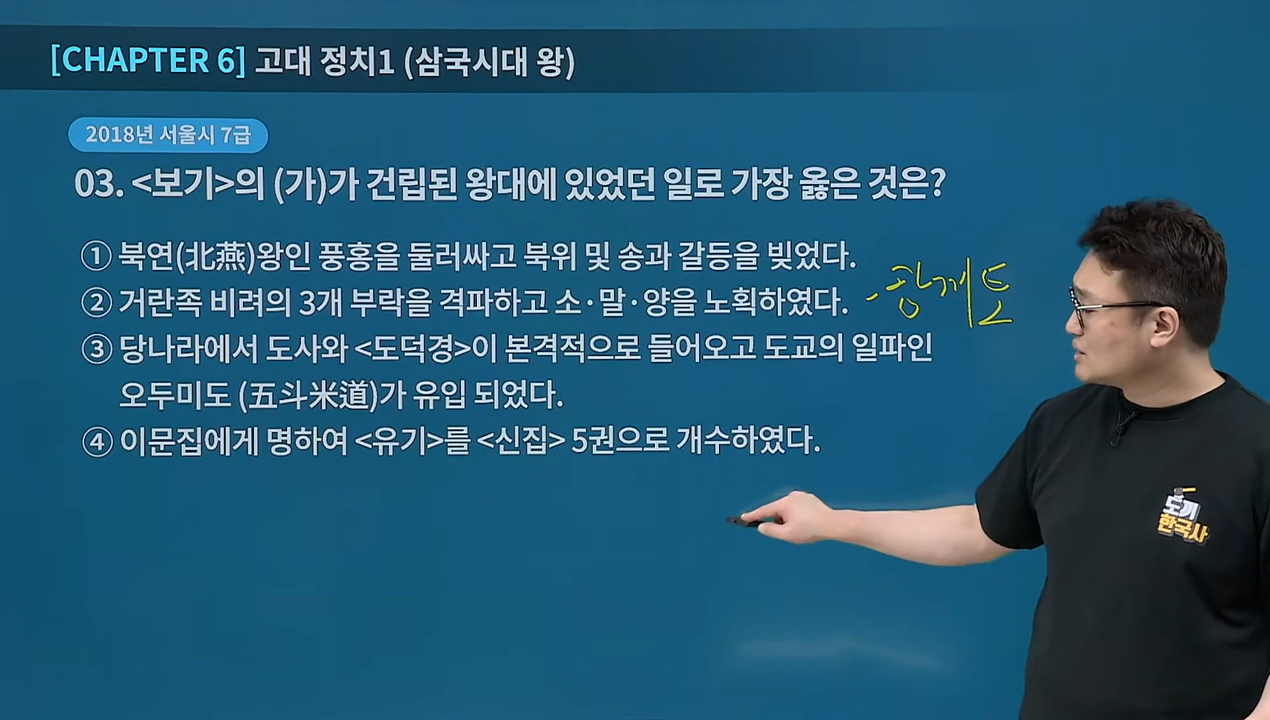 [CHAPTER 6] 고대 정치1 (삼국시대 왕)
2018년 서울시 7급
03. <보기>의 (가)가 건립된 왕대에 있었던 일로 가장 옳은 것은?
① 북연(北燕)왕인 풍홍을 둘러싸고 북위 및 송과 갈등을 빚었다.
② 거란족 비려의 3개 부락을 격파하고 소·말·양을 노획하였다.
- 광개토
③ 당나라에서 도사와 <도덕경>이 본격적으로 들어오고 도교의 일파인
오두미도 (五斗米道)가 유입 되었다.
④ 이문집에게 명하여 <유기>를 <신집> 5권으로 개수하였다.
도끼
한국사